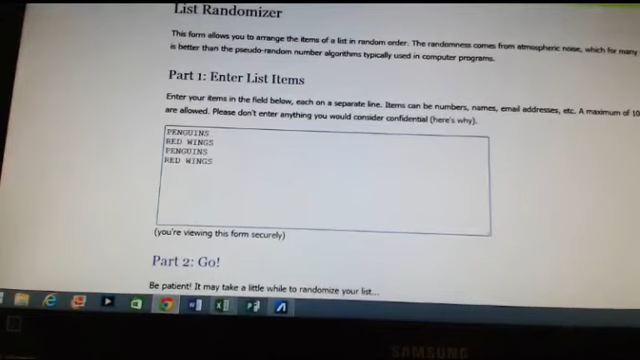 List Randomizer
This form allows you to arrange the items of a list in random order. The randomness comes from atmospheric noise, which for many
is better than the pseudo-random number algorithms typically used in computer programs.
Part 1: Enter List Items
Enter your items in the field below, each on a separate line. Items can be numbers, names, email addresses, etc. A maximum of 10
are allowed. Please don't enter anything you would consider confidential (here's why).
PENGUINS
RED WINGS
PENGUINS
RED WINGS
(you're viewing this form securely)
Part 2: Go!
Be patient! It may take a little while to randomize your list...
SAMSUNG